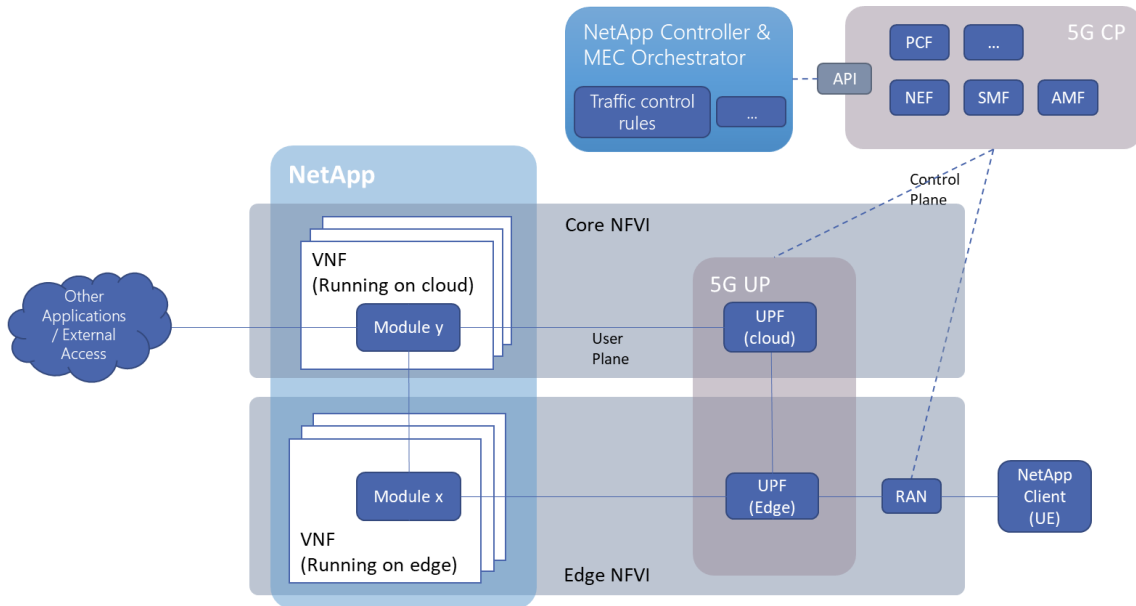 NetApp Controller &
MEC Orchestrator
Traffic control
rules
...
API
5G CP
PCF
...
NEF
SMF
AMF
Control
Plane
NetApp
Core NFVI
VNF
(Running on cloud)
Module y
5G UP
UPF
(cloud)
User
Plane
Other
Applications
/ External
Access
Module x
VNF
(Running on edge)
UPF
(Edge)
RAN
NetApp
Client
(UE)
Edge NFVI